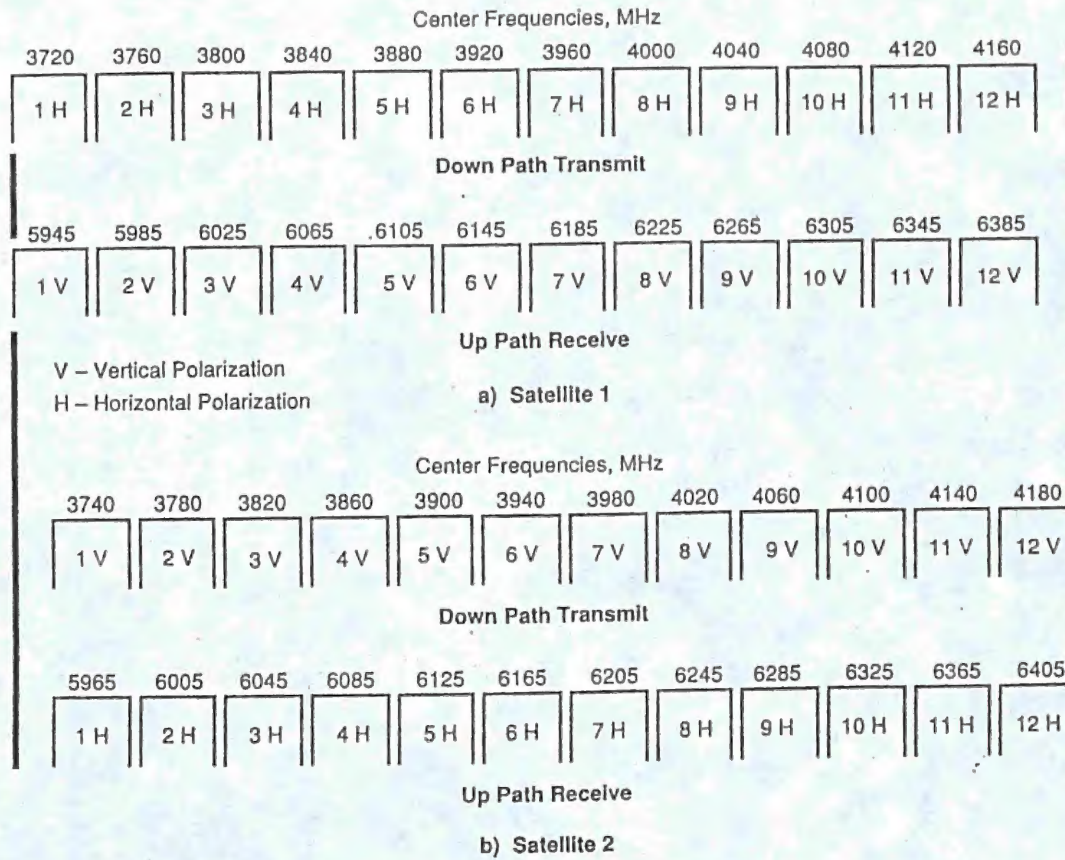 Center Frequencies, MHz
3720 3760 3800 3840 3880 3920 3960 4000 4040 4080 4120 4160
1 H 2 H 3 H 4 H 5 H 6 H 7 H 8 H 9 H 10 H 11 H 12 H
Down Path Transmit
5945 5985 6025 6065 .6105 6145 6185 6225 6265 6305 6345 6385
1 V 2 V 3 V 4 V 5 V 6 V 7 V 8 V 9 V 10 V 11 V 12 V
Up Path Receive
V – Vertical Polarization
H – Horizontal Polarization
a) Satellite 1
Center Frequencies, MHz
3740 3780 3820 3860 3900 3940 3980 4020 4060 4100 4140 4180
1 V 2 V 3 V 4 V 5 V 6 V 7 V 8 V 9 V 10 V 11 V 12 V
Down Path Transmit
5965 6005 6045 6085 6125 6165 6205 6245 6285 6325 6365 6405
1 H 2 H 3 H 4 H 5 H 6 H 7 H 8 H 9 H 10 H 11 H 12 H
Up Path Receive
b) Satellite 2